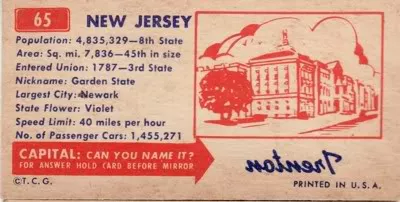 65
NEW JERSEY
Population: 4,835,329—8th State
Area: Sq. mi. 7,836—45th in size
Entered Union: 1787—3rd State
Nickname: Garden State
Largest City: Newark
State Flower: Violet
Speed Limit: 40 miles per hour
No. of Passenger Cars: 1,455,271
CAPITAL: CAN YOU NAME IT?
FOR ANSWER HOLD CARD BEFORE MIRROR
Trenton
©T.C.G.
PRINTED IN U.S.A.